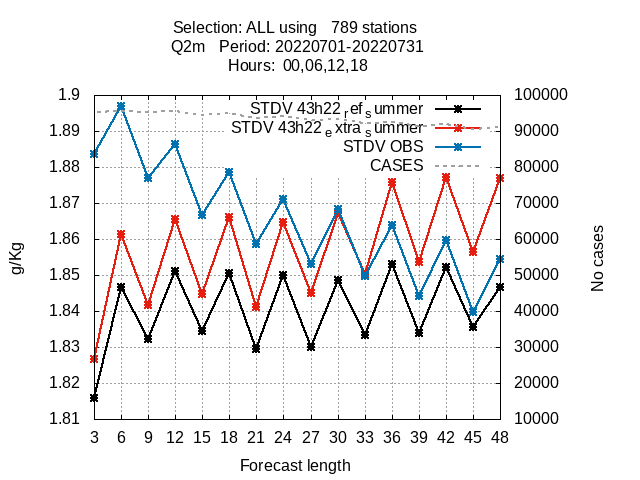 Selection: ALL using 789 stations
Q2m Period: 20220701-20220731
Hours: 00,06,12,18
1.9 100000
STDV 43h22refsummer
1.89 90000
STDV 43h22extrasummer
STDV OBS
1.88 80000
CASES
1.87 70000
1.86 60000
g/Kg
No cases
1.85 50000
1.84 40000
1.83 30000
1.82 20000
1.81 10000
3 6 9 12 15 18 21 24 27 30 33 36 39 42 45 48
Forecast length